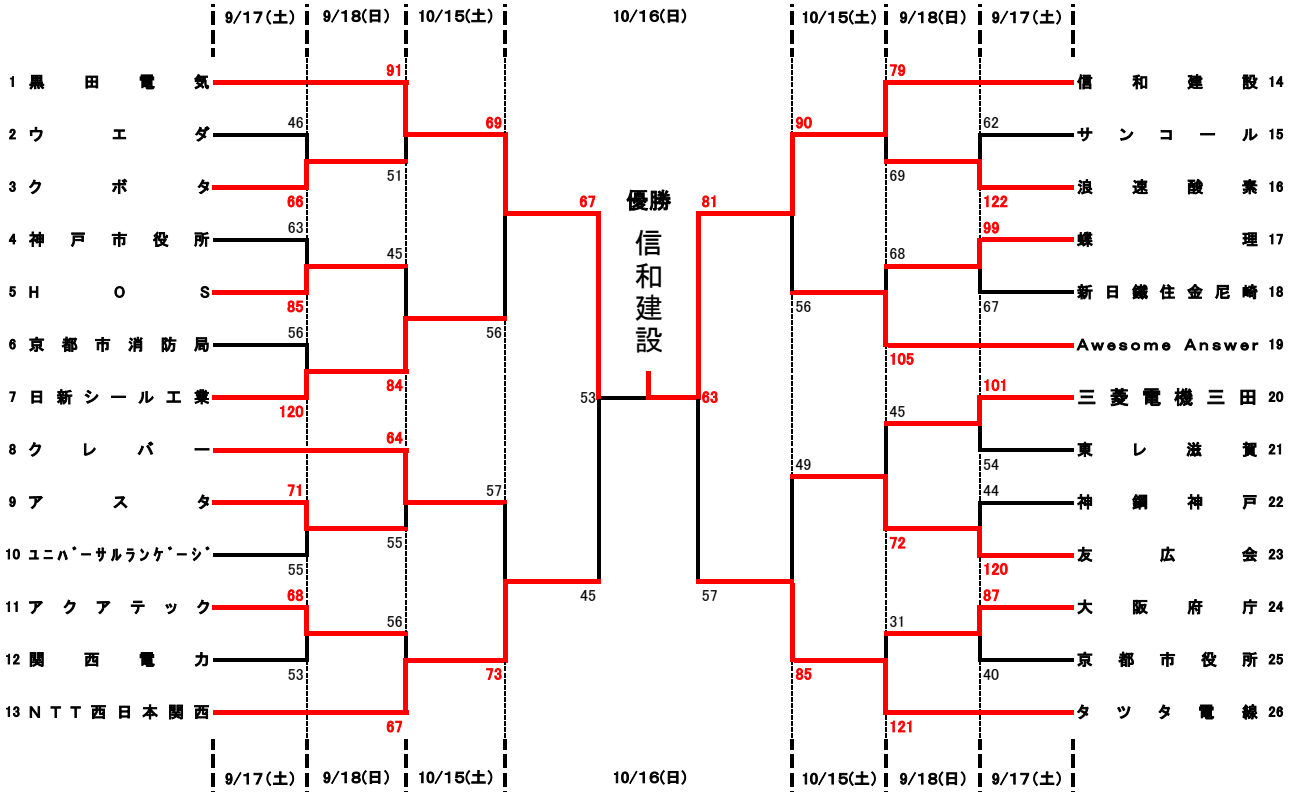 9/17(土) 9/18(日) 10/15(土) 10/16(日) 10/15(土) 9/18(日) 9/17(土)
91 79
1 黒田電気 信和建設 14
46 69 90 62
2 ウエダ サンコール 15
51 69
3 クボタ 浪速酸素 16
66 67 優勝 81 122
63 99
4 神戸市役所 信和建設 蝶理 17
45 68
5 HOS 新日鐵住金尼崎 18
85 56 67
56 56
6 京都市消防局 Awesome Answer 19
84 105
101
7 日新シール工業 53 63 三菱電機三田 20
120 45
64
8 クレバー 東レ滋賀 21
54
71 57 49 44
9 アスタ 神鋼神戸 22
55 72
10 ユニバーサルランゲージ 友広会 23
55 120
68 45 57 87
11 アクアテック 大阪府庁 24
56 31
12 関西電力 京都市役所 25
53 73 85 40
13 NTT西日本関西 タツタ電線 26
67 121
9/17(土) 9/18(日) 10/15(土) 10/16(日) 10/15(土) 9/18(日) 9/17(土)